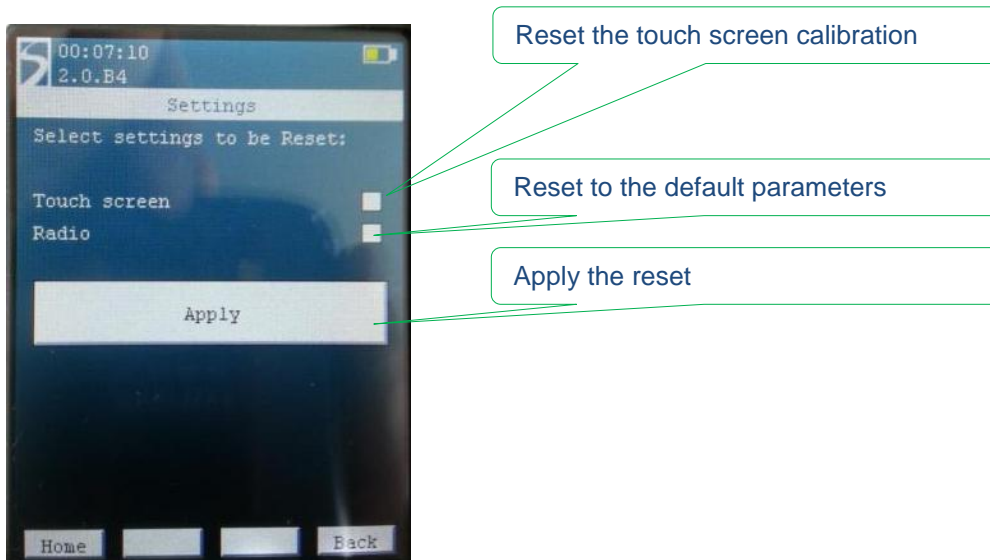 Reset the touch screen calibration
00:07:10
2.0.B4
Settings
Select settings to be Reset:
Touch screen
Reset to the default parameters
Radio
Apply the reset
Apply
Home
Back